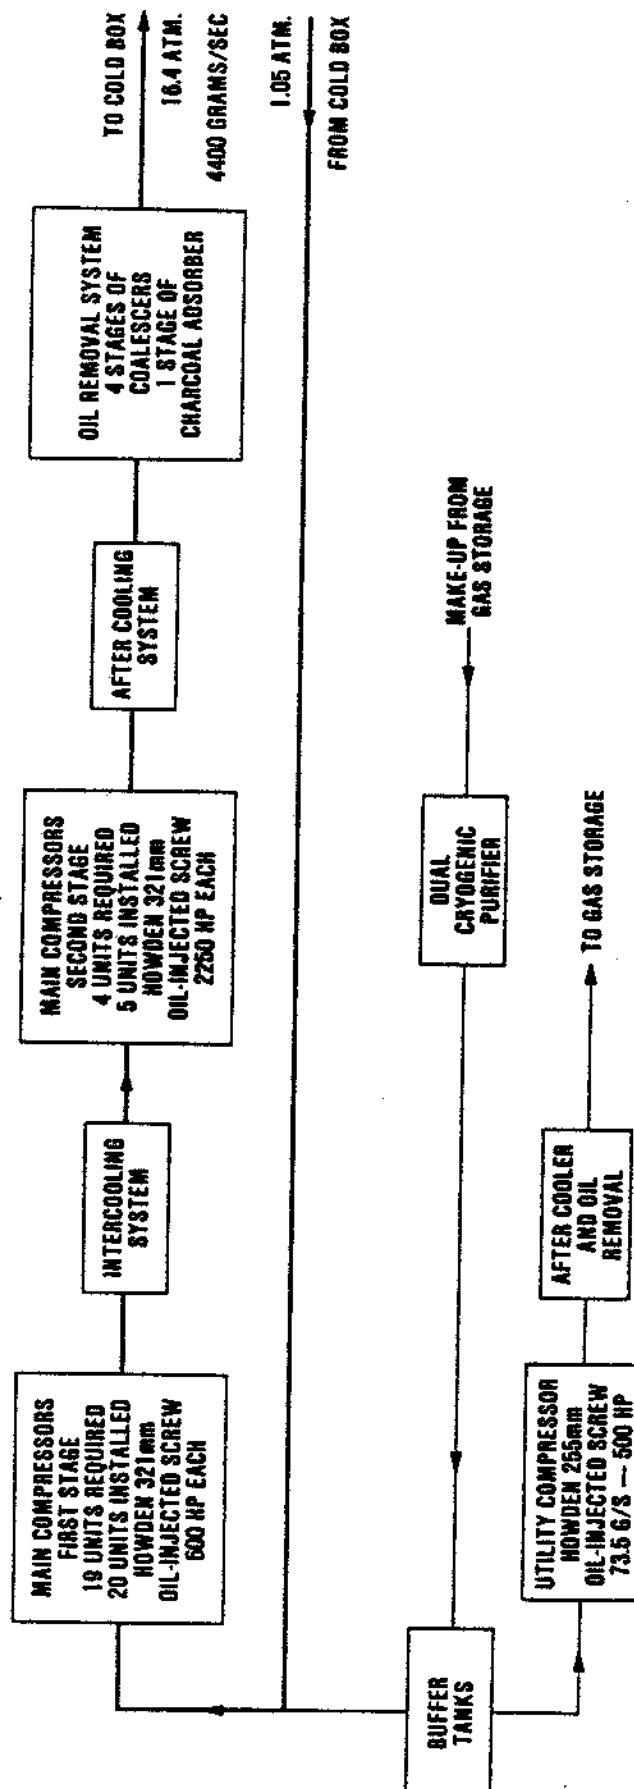 MAIN COMPRESSORS
FIRST STAGE
19 UNITS REQUIRED
20 UNITS INSTALLED
HOWDEN 321mm
OIL-INJECTED SCREW
600 HP EACH
INTERCOOLING
SYSTEM
MAIN COMPRESSORS
SECOND STAGE
4 UNITS REQUIRED
5 UNITS INSTALLED
HOWDEN 321mm
OIL-INJECTED SCREW
2250 HP EACH
AFTER COOLING
SYSTEM
OIL REMOVAL SYSTEM
4 STAGES OF
COALESCERS
1 STAGE OF
CHARCOAL ADSORBER
TO COLD BOX
16.4 ATM.
4400 GRAMS/SEC
1.05 ATM.
FROM COLD BOX
BUFFER
TANKS
DUAL
CRYOGENIC
PURIFIER
MAKE-UP FROM
GAS STORAGE
UTILITY COMPRESSOR
HOWDEN 255mm
OIL-INJECTED SCREW
73.5 G/S — 500 HP
AFTER COOLER
AND OIL
REMOVAL
TO GAS STORAGE